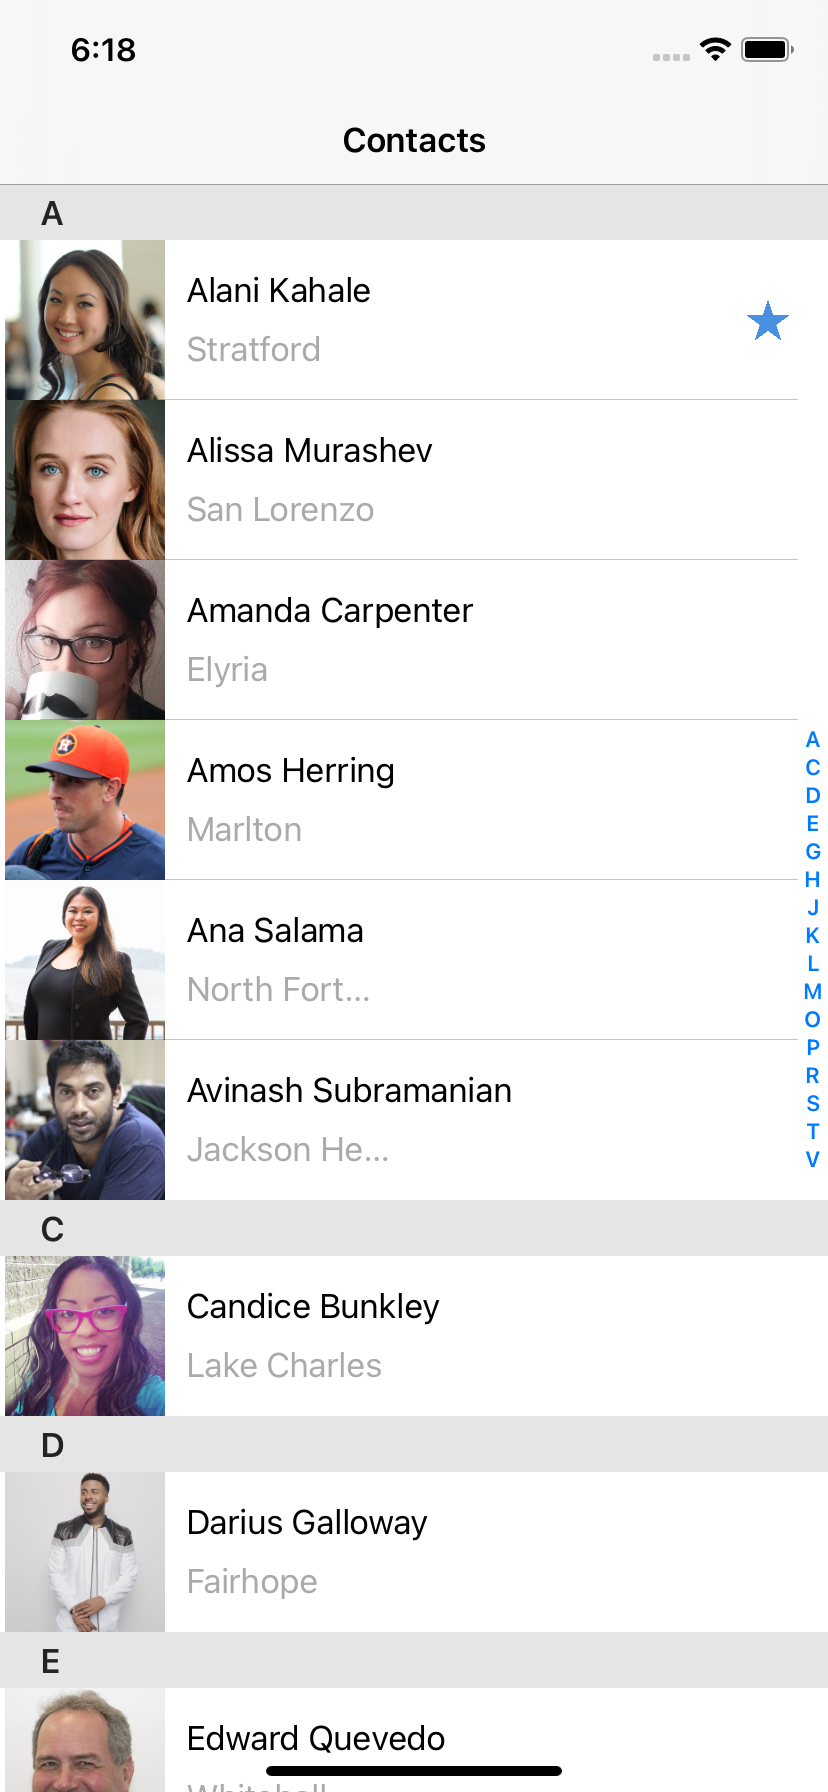 6:18
Contacts
A
Alani Kahale
Stratford
Alissa Murashev
San Lorenzo
Amanda Carpenter
Elyria
Amos Herring
Marlton
Ana Salama
North Fort...
Avinash Subramanian
Jackson He...
C
Candice Bunkley
Lake Charles
D
Darius Galloway
Fairhope
E
Edward Quevedo
Whitehall
A
C
D
E
G
H
J
K
L
M
O
P
R
S
T
V